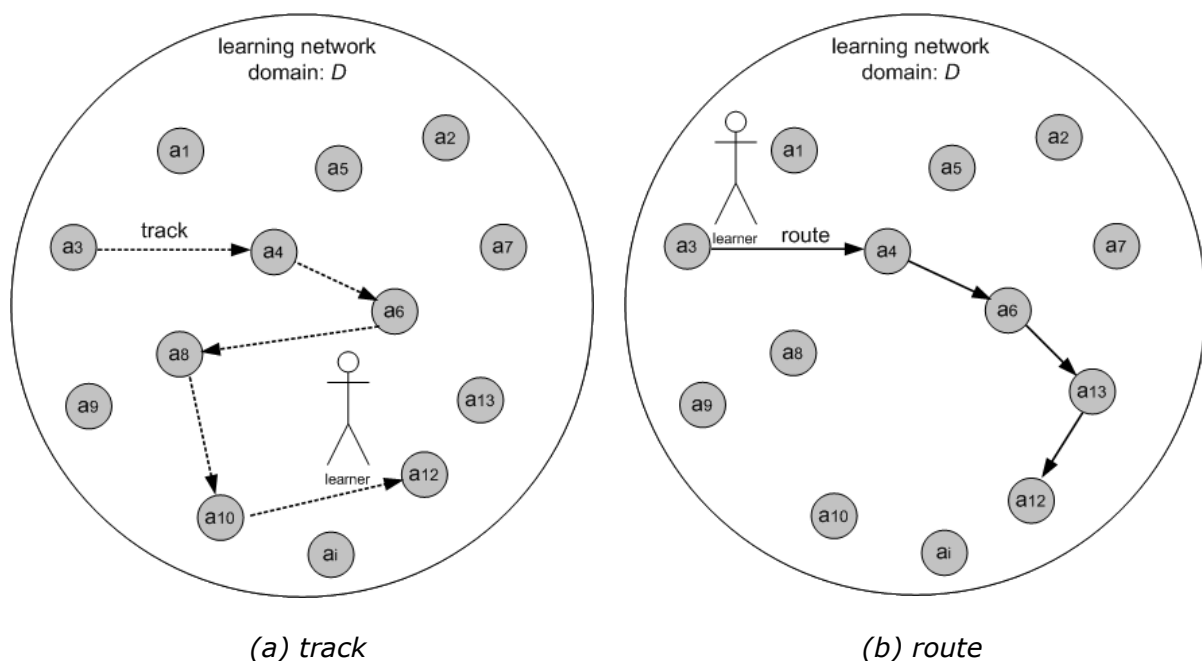 learning network
domain: D
a1
a2
a5
track
a3
a4
a7
a6
a8
a9
a13
learner
a12
a10
ai
(a) track
learning network
domain: D
a1
a2
a5
learner
route
a3
a4
a7
a6
a8
a13
a9
a12
a10
ai
(b) route